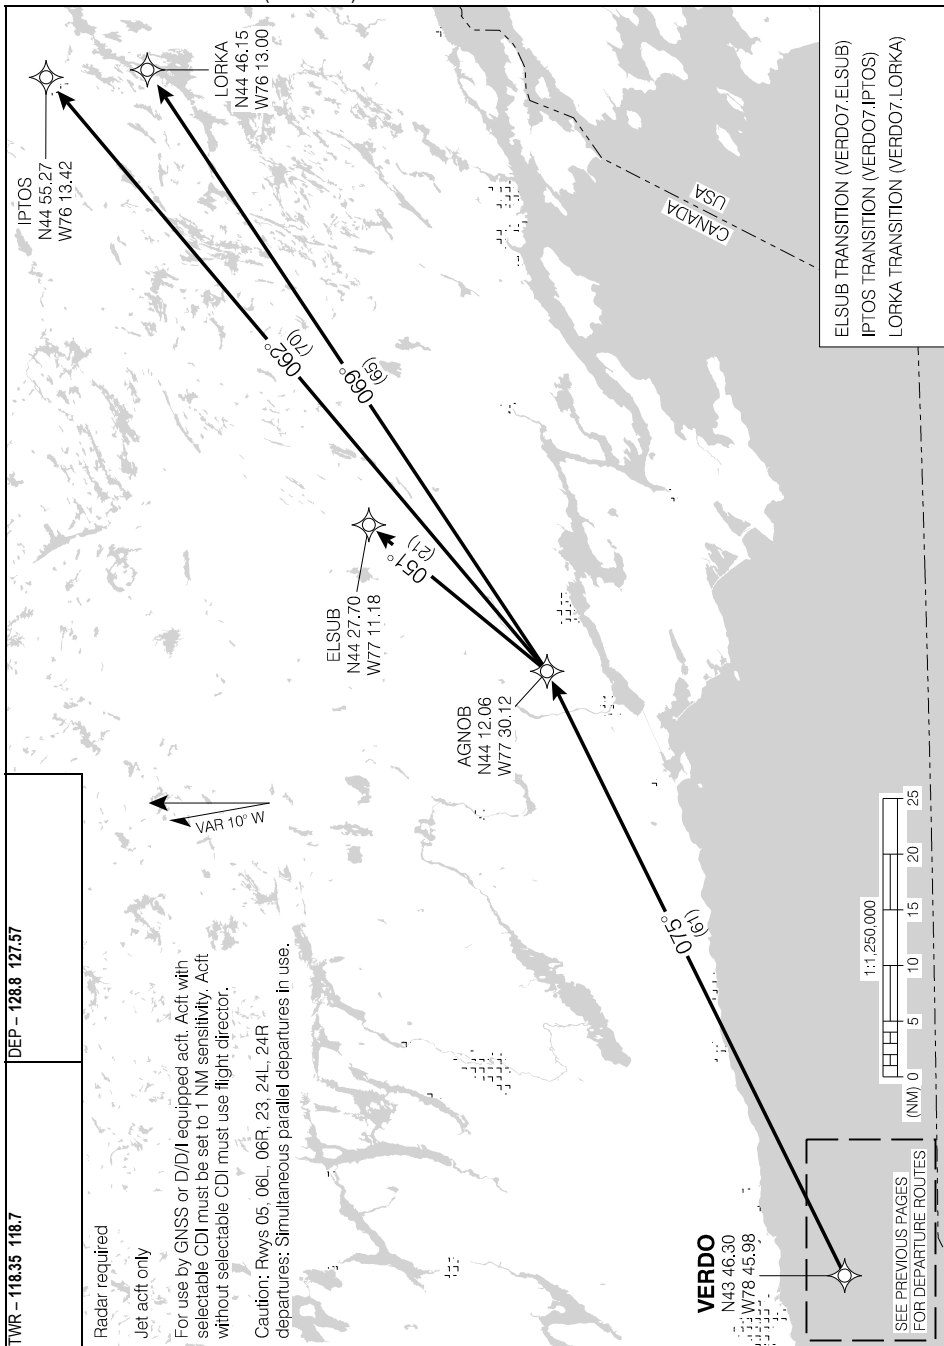 TWR – 118.35 118.7
DEP – 128.8 127.57
Radar required
Jet acft only
For use by GNSS or D/D/I equipped acft. Acft with
selectable CDI must be set to 1 NM sensitivity. Acft
without selectable CDI must use flight director.
Caution: Rwys 05, 06L, 06R, 23, 24L, 24R
departures: Simultaneous parallel departures in use.
VAR 10° W
IPTOS
N44 55.27
W76 13.42
LORKA
N44 46.15
W76 13.00
062°
(70)
069°
(65)
ELSUB
N44 27.70
W77 11.18
051°
(21)
AGNOB
N44 12.06
W77 30.12
075°
(61)
VERDO
N43 46.30
W78 45.98
SEE PREVIOUS PAGES
FOR DEPARTURE ROUTES
1:1,250,000
(NM) 0 5 10 15 20 25
CANADA
USA
ELSUB TRANSITION (VERDO7.ELSUB)
IPTOS TRANSITION (VERDO7.IPTOS)
LORKA TRANSITION (VERDO7.LORKA)